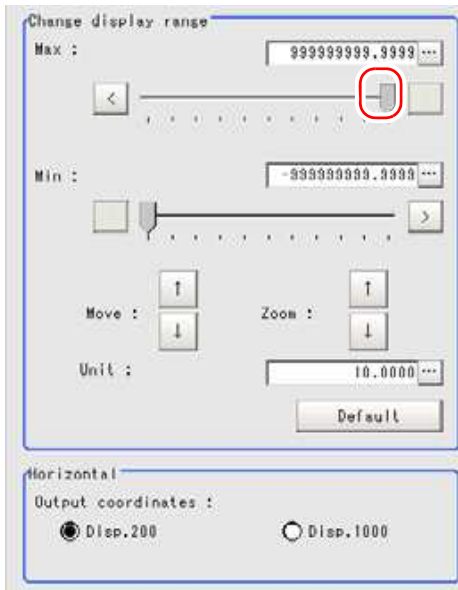 Change display range
Max : 999999999.9999 ...
<
Min : -999999999.9999 ...
>
↑ ↑
Move : Zoom :
↓ ↓
Unit : 10.0000 ...
Default
Horizontal
Output coordinates :
Disp.200 Disp.1000